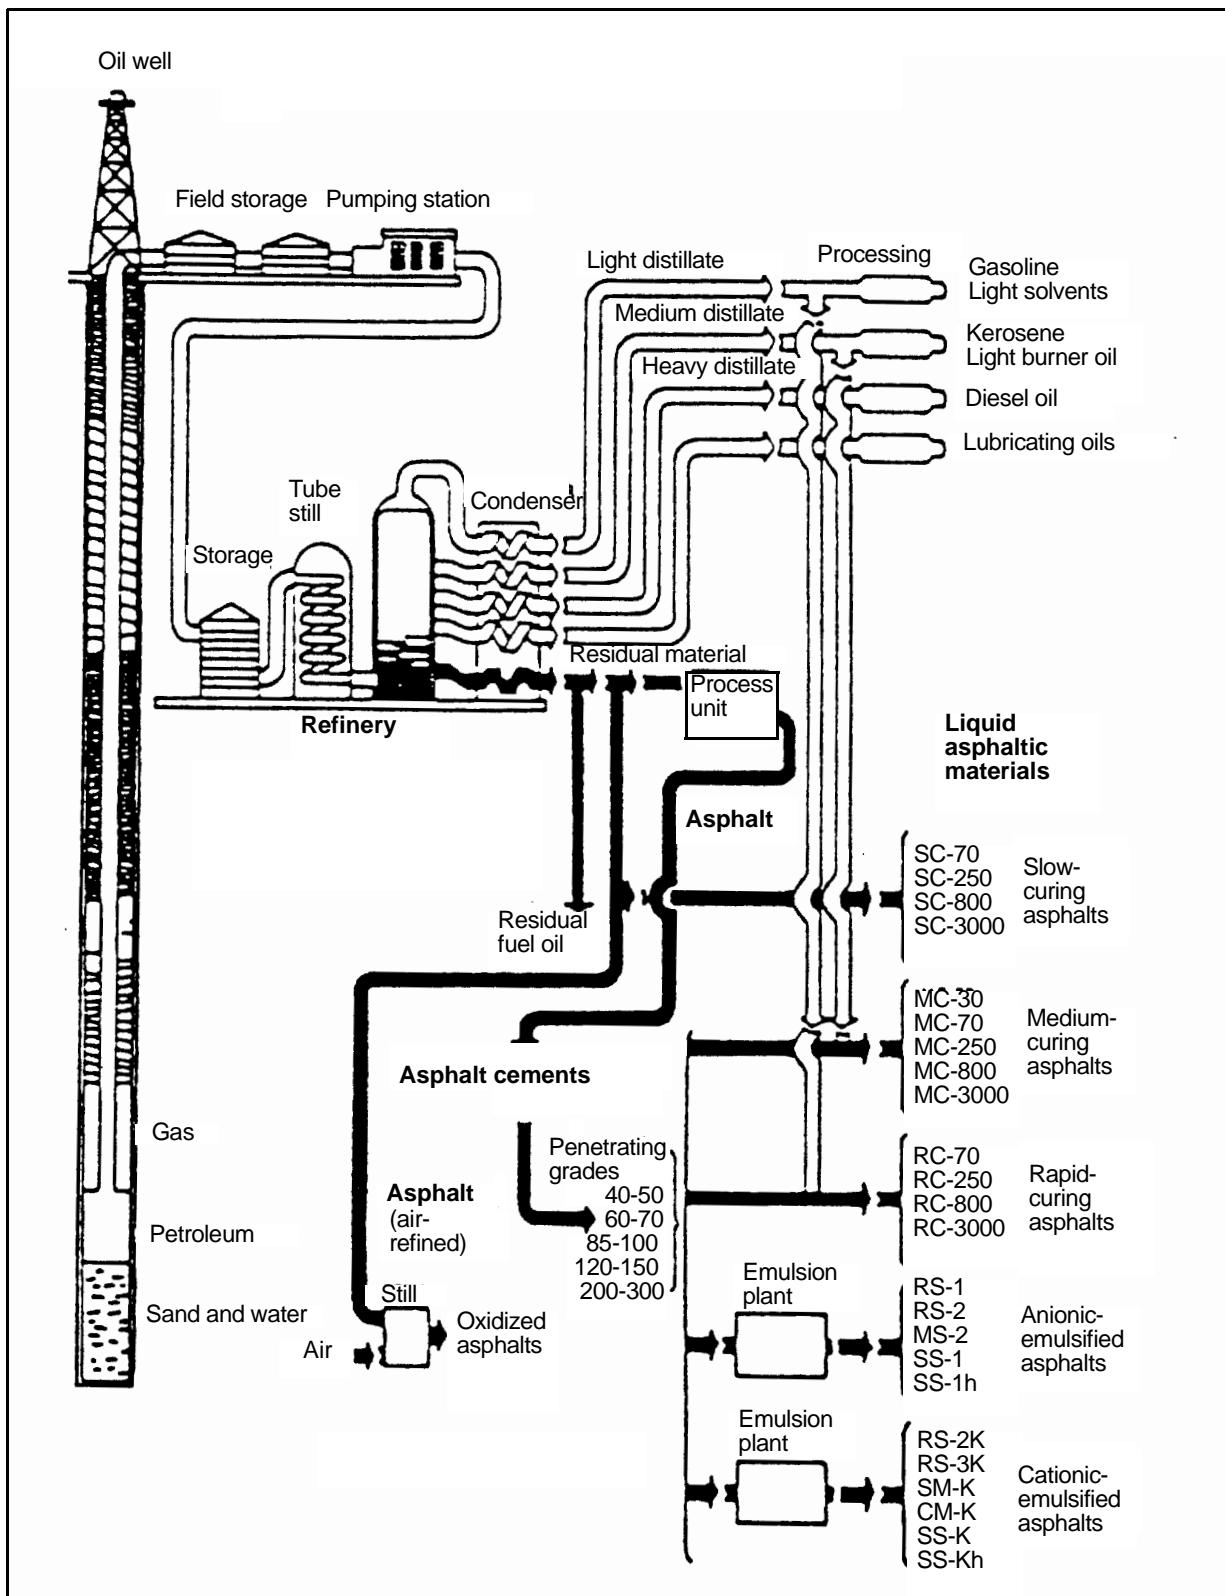 Oil well
Field storage
Pumping station
Light distillate
Processing
Gasoline
Light solvents
Medium distillate
Kerosene
Light burner oil
Heavy distillate
Diesel oil
Lubricating oils
Tube
still
Condenser
Storage
Residual material
Process
unit
Refinery
Liquid
asphaltic
materials
Asphalt
SC-70
SC-250
SC-800
SC-3000
Slow-
curing
asphalts
Residual
fuel oil
MC-30
MC-70
MC-250
MC-800
MC-3000
Medium-
curing
asphalts
Asphalt cements
Gas
Penetrating
grades
40-50
60-70
85-100
120-150
200-300
RC-70
RC-250
RC-800
RC-3000
Rapid-
curing
asphalts
Asphalt
(air-
refined)
Petroleum
Sand and water
Still
Air
Oxidized
asphalts
Emulsion
plant
RS-1
RS-2
MS-2
SS-1
SS-1h
Anionic-
emulsified
asphalts
Emulsion
plant
RS-2K
RS-3K
SM-K
CM-K
SS-K
SS-Kh
Cationic-
emulsified
asphalts